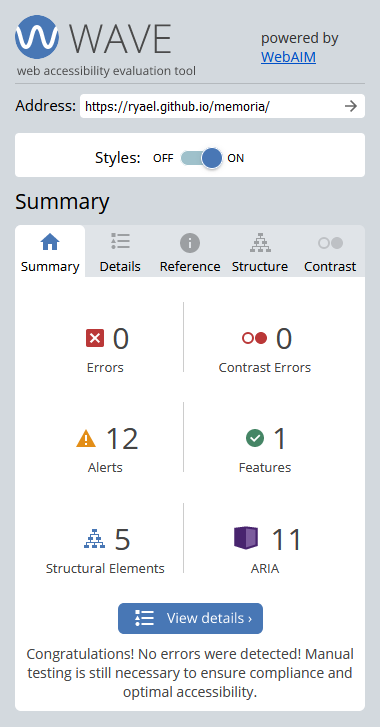 WAVE
web accessibility evaluation tool
powered by
WebAIM
Address: https://ryael.github.io/memoria/
Styles: OFF ON
Summary
Summary Details Reference Structure Contrast
0
Errors
0
Contrast Errors
12
Alerts
1
Features
5
Structural Elements
11
ARIA
View details ›
Congratulations! No errors were detected! Manual
testing is still necessary to ensure compliance and
optimal accessibility.